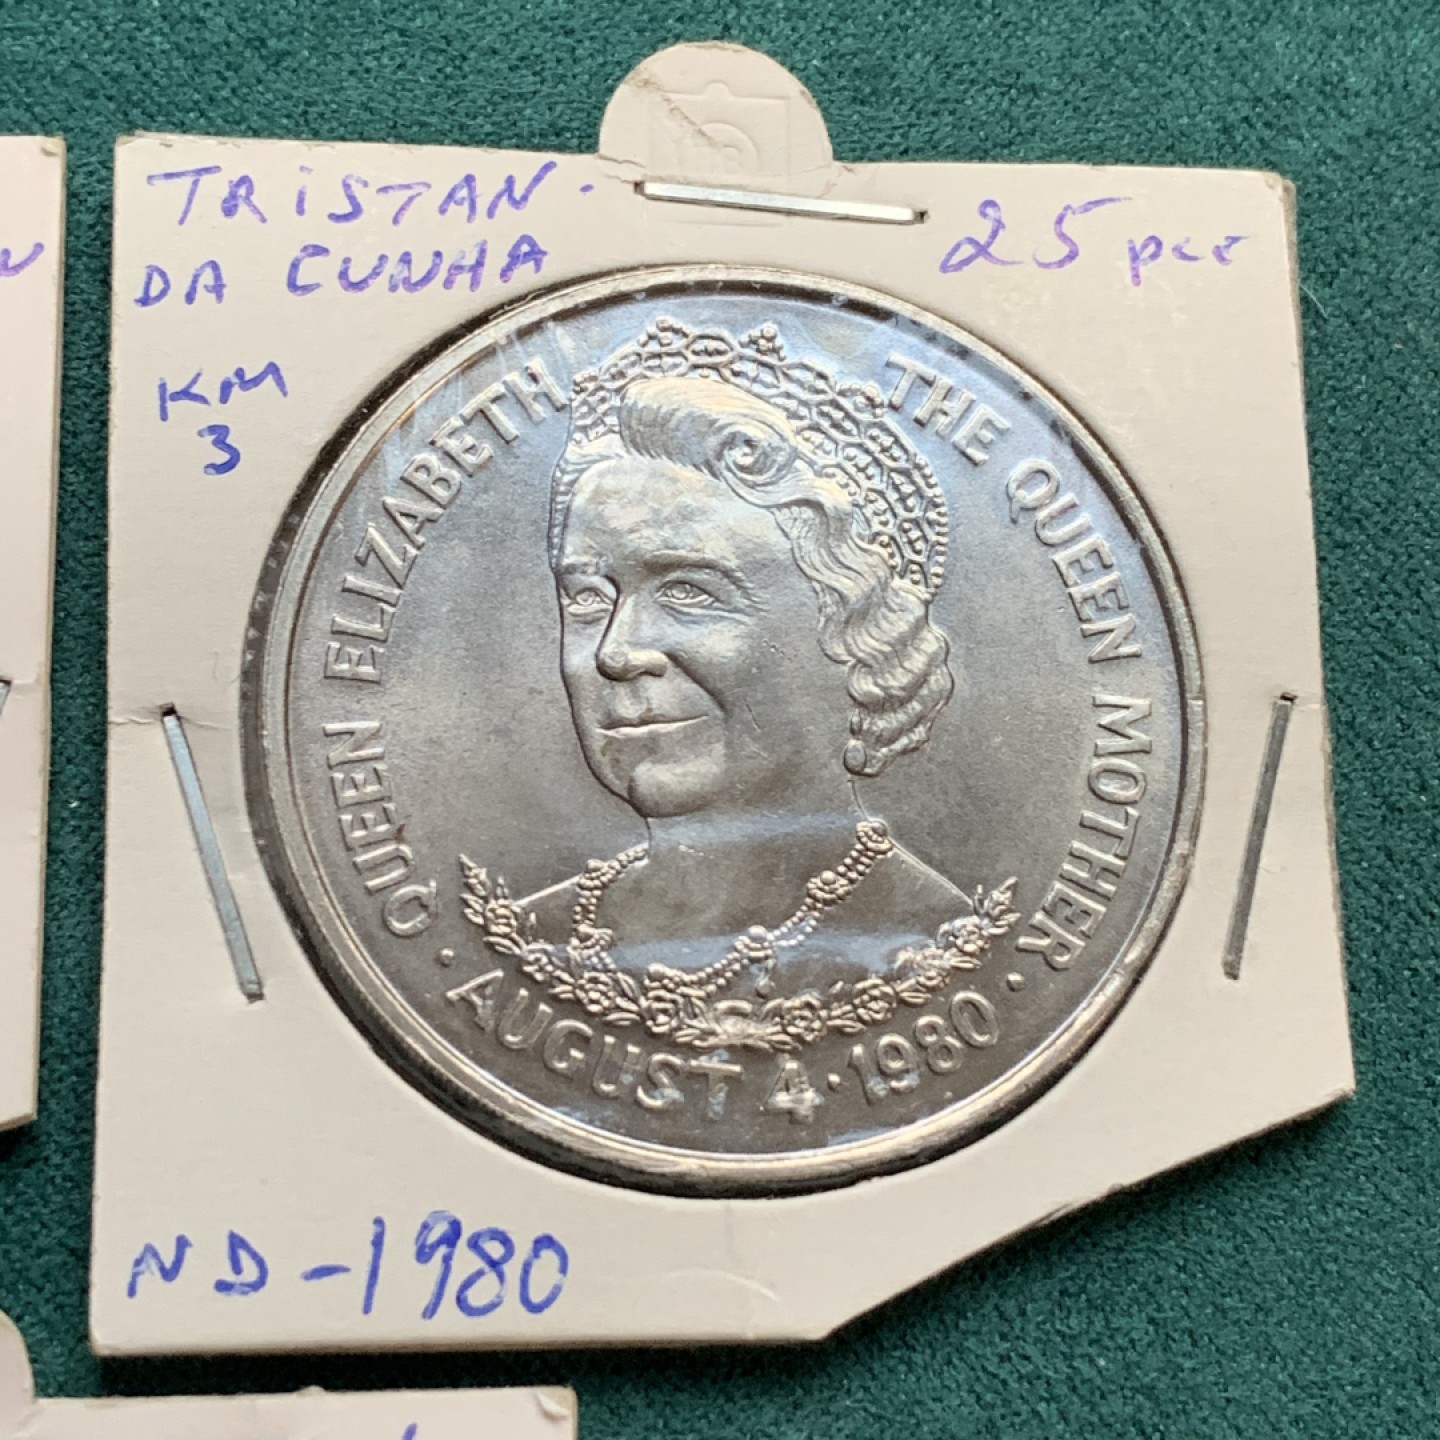 TRISTAN -
DA CUNHA
25 pce
KM
3
QUEEN ELIZABETH THE QUEEN MOTHER
· AUGUST 4 · 1980 ·
ND-1980